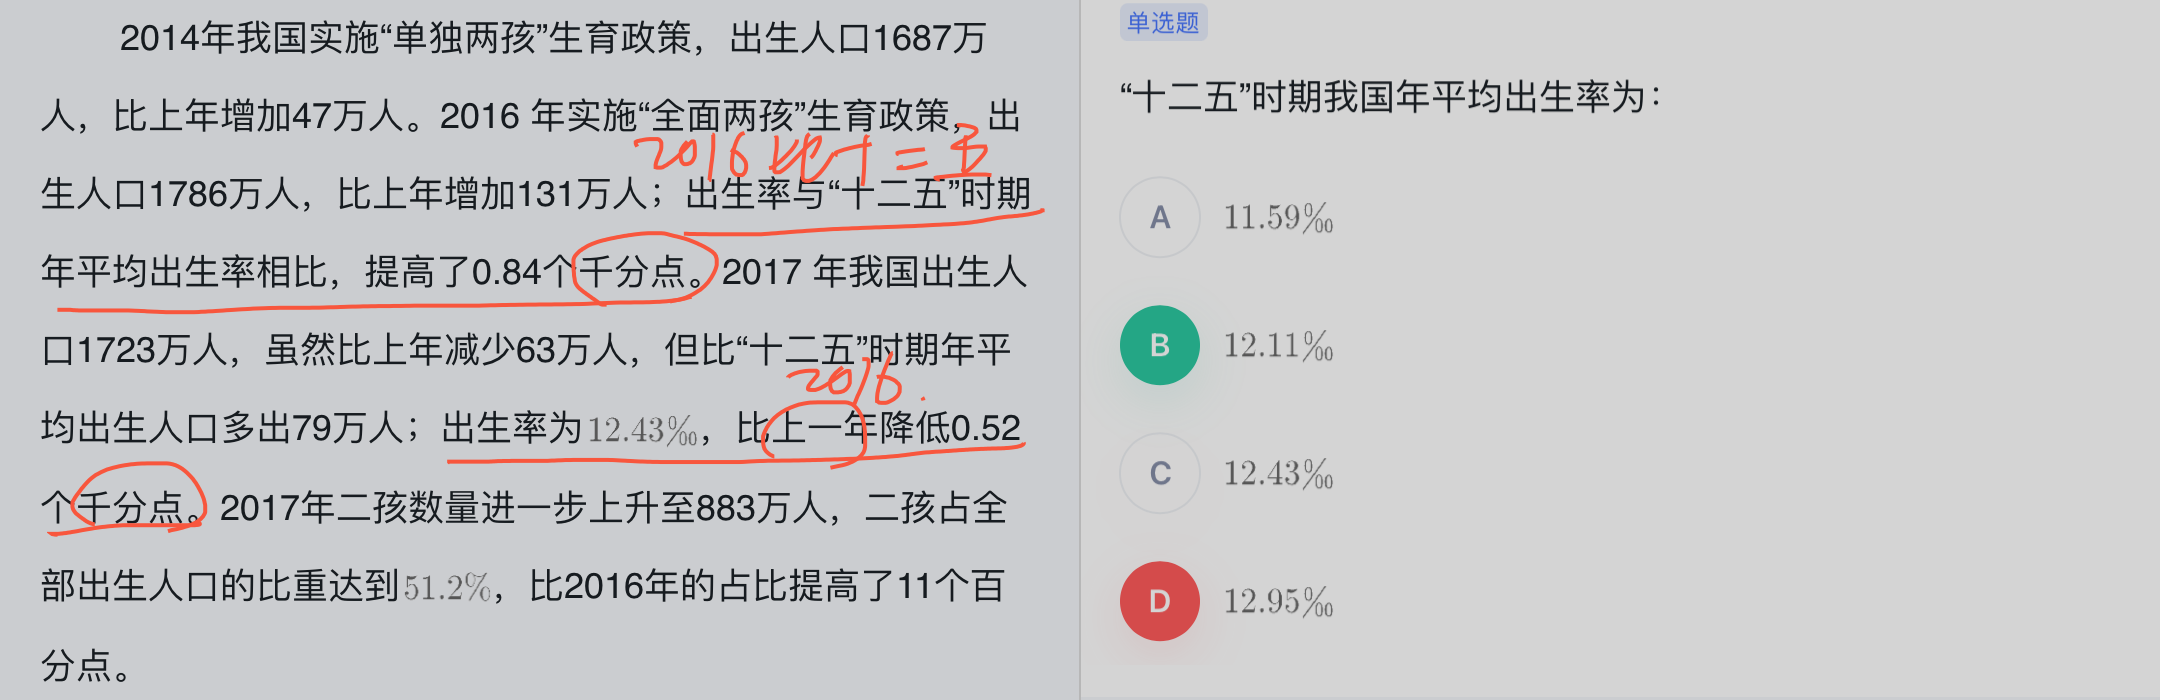 2014年我国实施“单独两孩”生育政策，出生人口1687万
人，比上年增加47万人。2016 年实施“全面两孩”生育政策，出
2016比十二五
生人口1786万人，比上年增加131万人；出生率与“十二五”时期
年平均出生率相比，提高了0.84个千分点。2017 年我国出生人
口1723万人，虽然比上年减少63万人，但比“十二五”时期年平
2016
均出生人口多出79万人；出生率为12.43‰，比上一年降低0.52
个千分点。2017年二孩数量进一步上升至883万人，二孩占全
部出生人口的比重达到51.2%，比2016年的占比提高了11个百
分点。
单选题
“十二五”时期我国年平均出生率为：
A 11.59‰
B 12.11‰
C 12.43‰
D 12.95‰